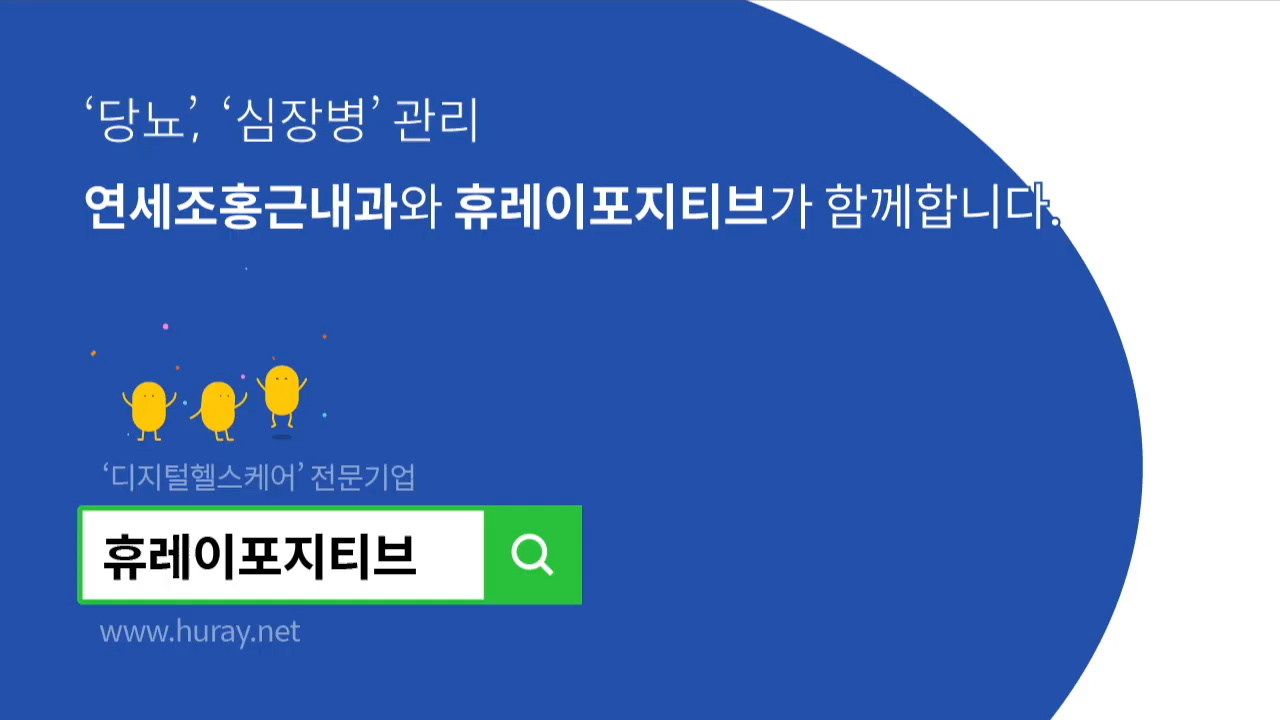 ‘당뇨’, ‘심장병’ 관리
연세조홍근내과와 휴레이포지티브가 함께합니다.
‘디지털헬스케어’ 전문기업
휴레이포지티브
www.huray.net